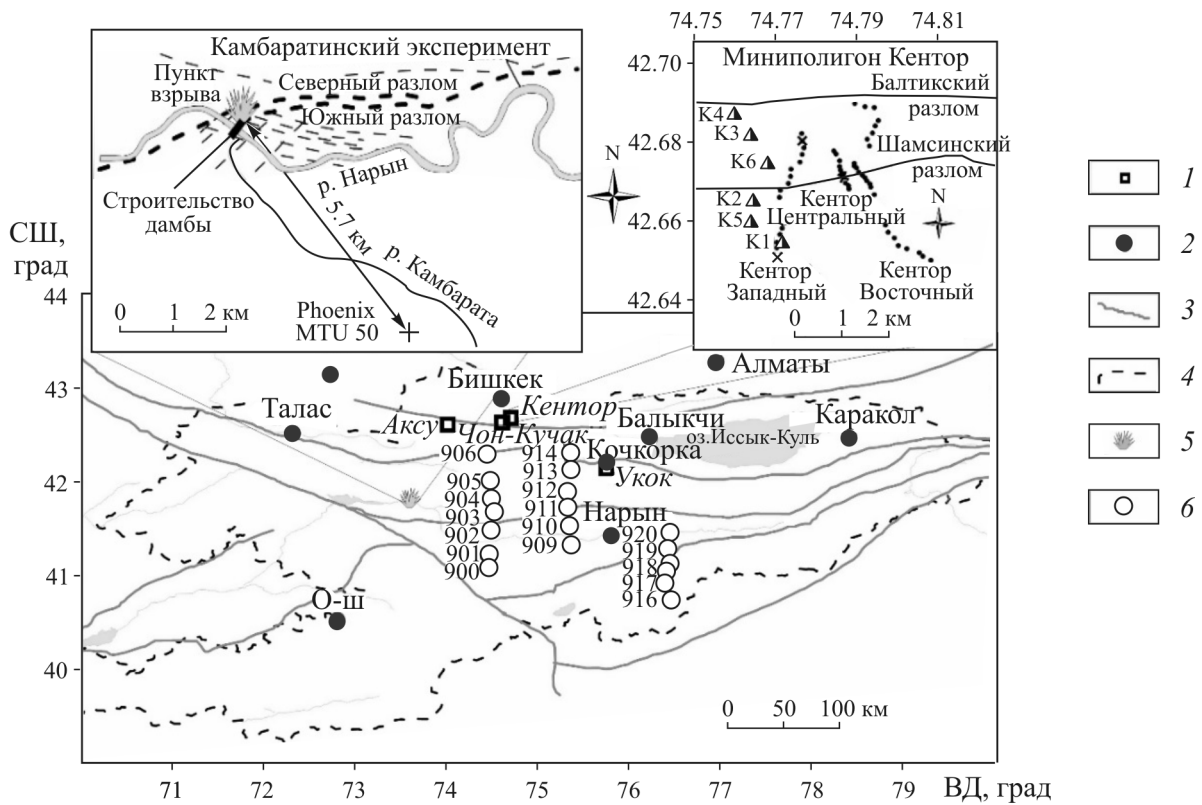 74.75 74.77 74.79 74.81
Камбаратинский эксперимент
Пункт
взрыва
Северный разлом
Южный разлом
р. Нарын
Строительство
дамбы
5.7 км
р. Камбарата
0 1 2 км
Phoenix
MTU 50
N
42.70
42.68
42.66
42.64
Миниполигон Кентор
Балтикский
разлом
K4
K3
K6
Шамсинский
разлом
K2
K5
K1
Кентор
Центральный
N
Кентор
Западный
Кентор
Восточный
0 1 2 км
СШ,
град
44
43
42
41
40
Бишкек
Алматы
Талас
Аксу
Кентор
Чон-Кучак
Балыкчи
Каракол
оз.Иссык-Куль
Кочкорка
Укок
Нарын
О-ш
906
905
904
903
902
901
900
914
913
912
911
910
909
920
919
918
917
916
0 50 100 км
71 72 73 74 75 76 77 78 79 ВД, град
1
2
3
4
5
6